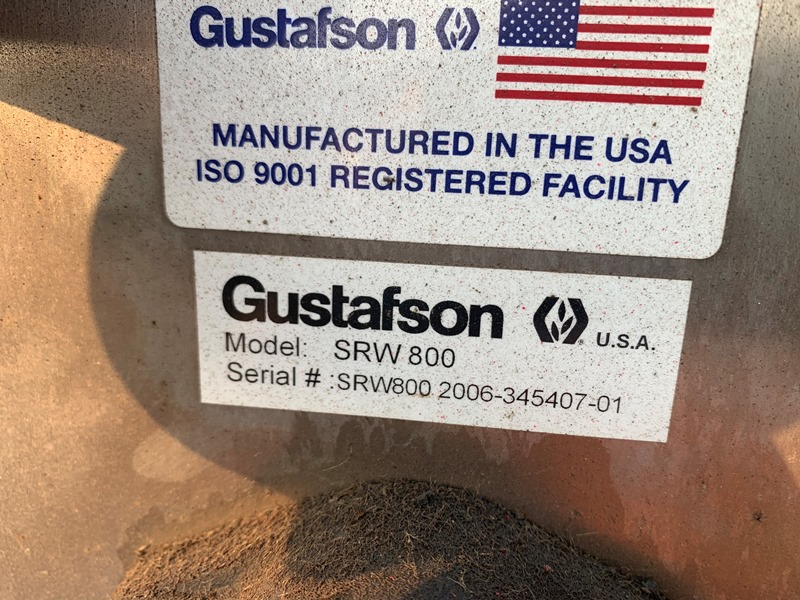 Gustafson
MANUFACTURED IN THE USA
ISO 9001 REGISTERED FACILITY
Gustafson U.S.A.
Model: SRW 800
Serial # :SRW800 2006-345407-01